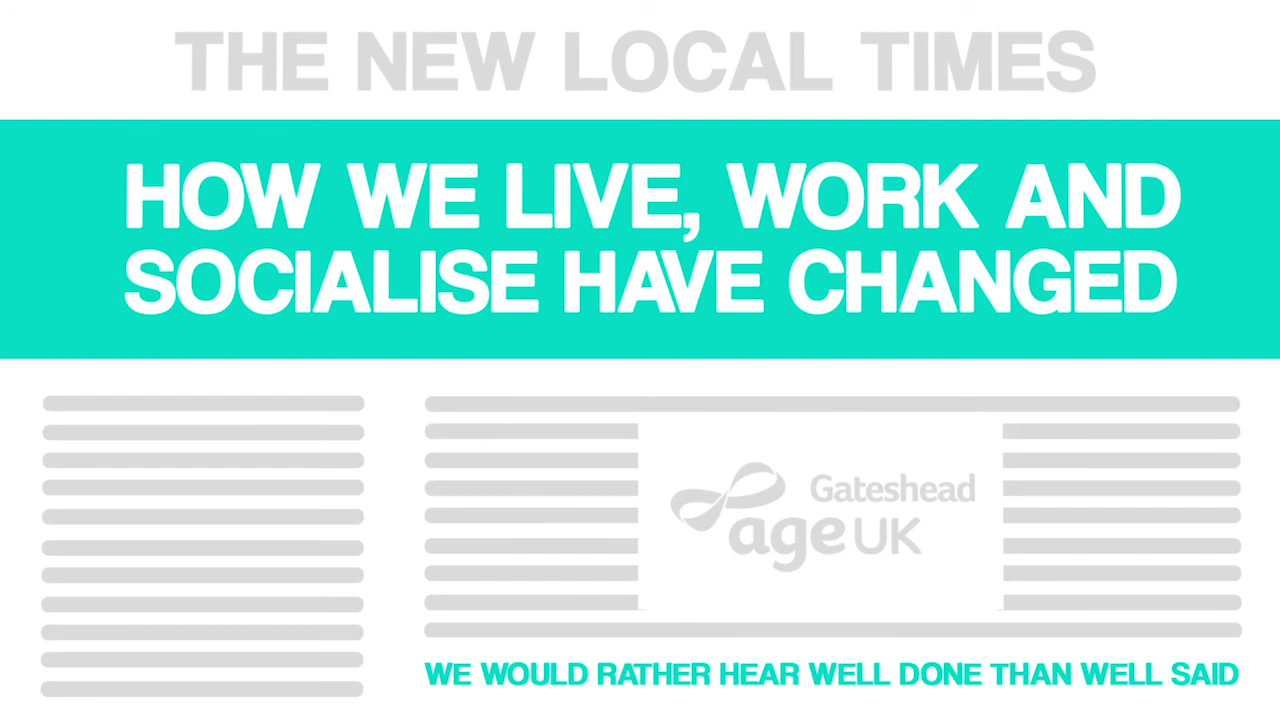 THE NEW LOCAL TIMES
HOW WE LIVE, WORK AND
SOCIALISE HAVE CHANGED
Gateshead
age UK
WE WOULD RATHER HEAR WELL DONE THAN WELL SAID